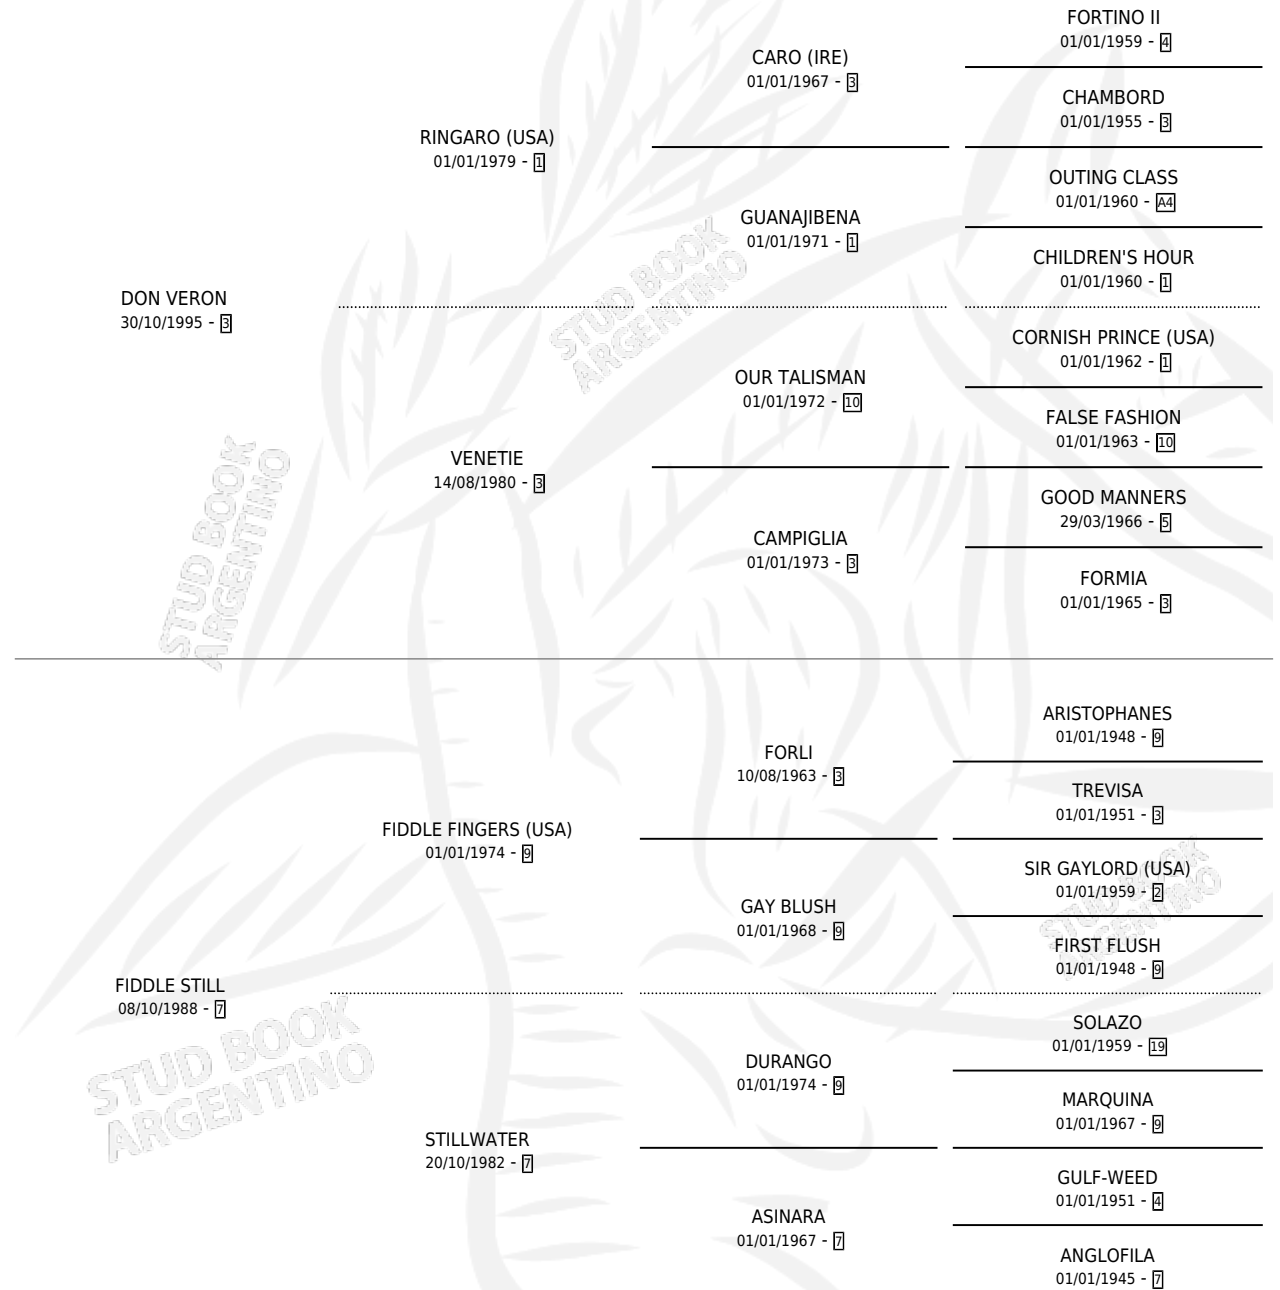 FORTINO II
01/01/1959 - 4
CARO (IRE)
01/01/1967 - 3
CHAMBORD
01/01/1955 - 3
RINGARO (USA)
01/01/1979 - 1
OUTING CLASS
01/01/1960 - A4
GUANAJIBENA
01/01/1971 - 1
CHILDREN'S HOUR
01/01/1960 - 1
DON VERON
30/10/1995 - 3
CORNISH PRINCE (USA)
01/01/1962 - 1
OUR TALISMAN
01/01/1972 - 10
FALSE FASHION
01/01/1963 - 10
VENETIE
14/08/1980 - 3
GOOD MANNERS
29/03/1966 - 5
CAMPIGLIA
01/01/1973 - 3
FORMIA
01/01/1965 - 3
STUD BOOK
ARGENTINO
STUD BOOK
ARGENTINO
ARISTOPHANES
01/01/1948 - 9
FORLI
10/08/1963 - 3
TREVISA
01/01/1951 - 3
FIDDLE FINGERS (USA)
01/01/1974 - 9
SIR GAYLORD (USA)
01/01/1959 - 2
GAY BLUSH
01/01/1968 - 9
FIRST FLUSH
01/01/1948 - 9
FIDDLE STILL
08/10/1988 - 7
SOLAZO
01/01/1959 - 19
DURANGO
01/01/1974 - 9
MARQUINA
01/01/1967 - 9
STILLWATER
20/10/1982 - 7
GULF-WEED
01/01/1951 - 4
ASINARA
01/01/1967 - 7
ANGLOFILA
01/01/1945 - 7
STUD BOOK
ARGENTINO
STUD BOOK
ARGENTINO